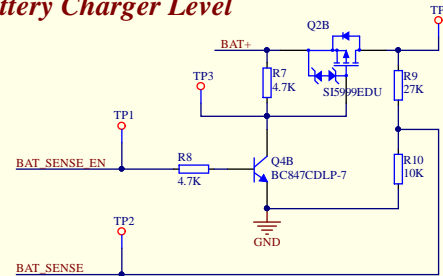 ttery Charger Level
TP
Q2B
BAT+
TP3
R7
4.7K
SI5999EDU
R9
27K
TP1
BAT_SENSE_EN
R8
4.7K
Q4B
BC847CDLP-7
R10
10K
TP2
GND
BAT_SENSE